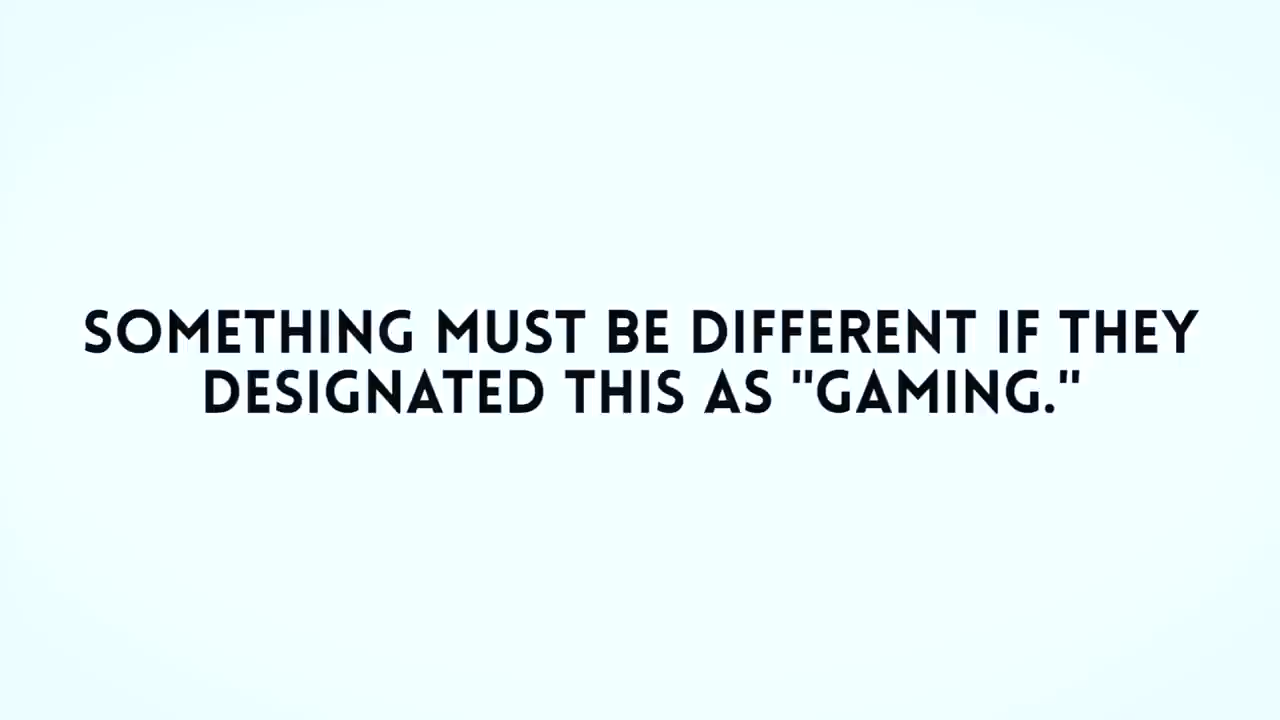 SOMETHING MUST BE DIFFERENT IF THEY
DESIGNATED THIS AS "GAMING."